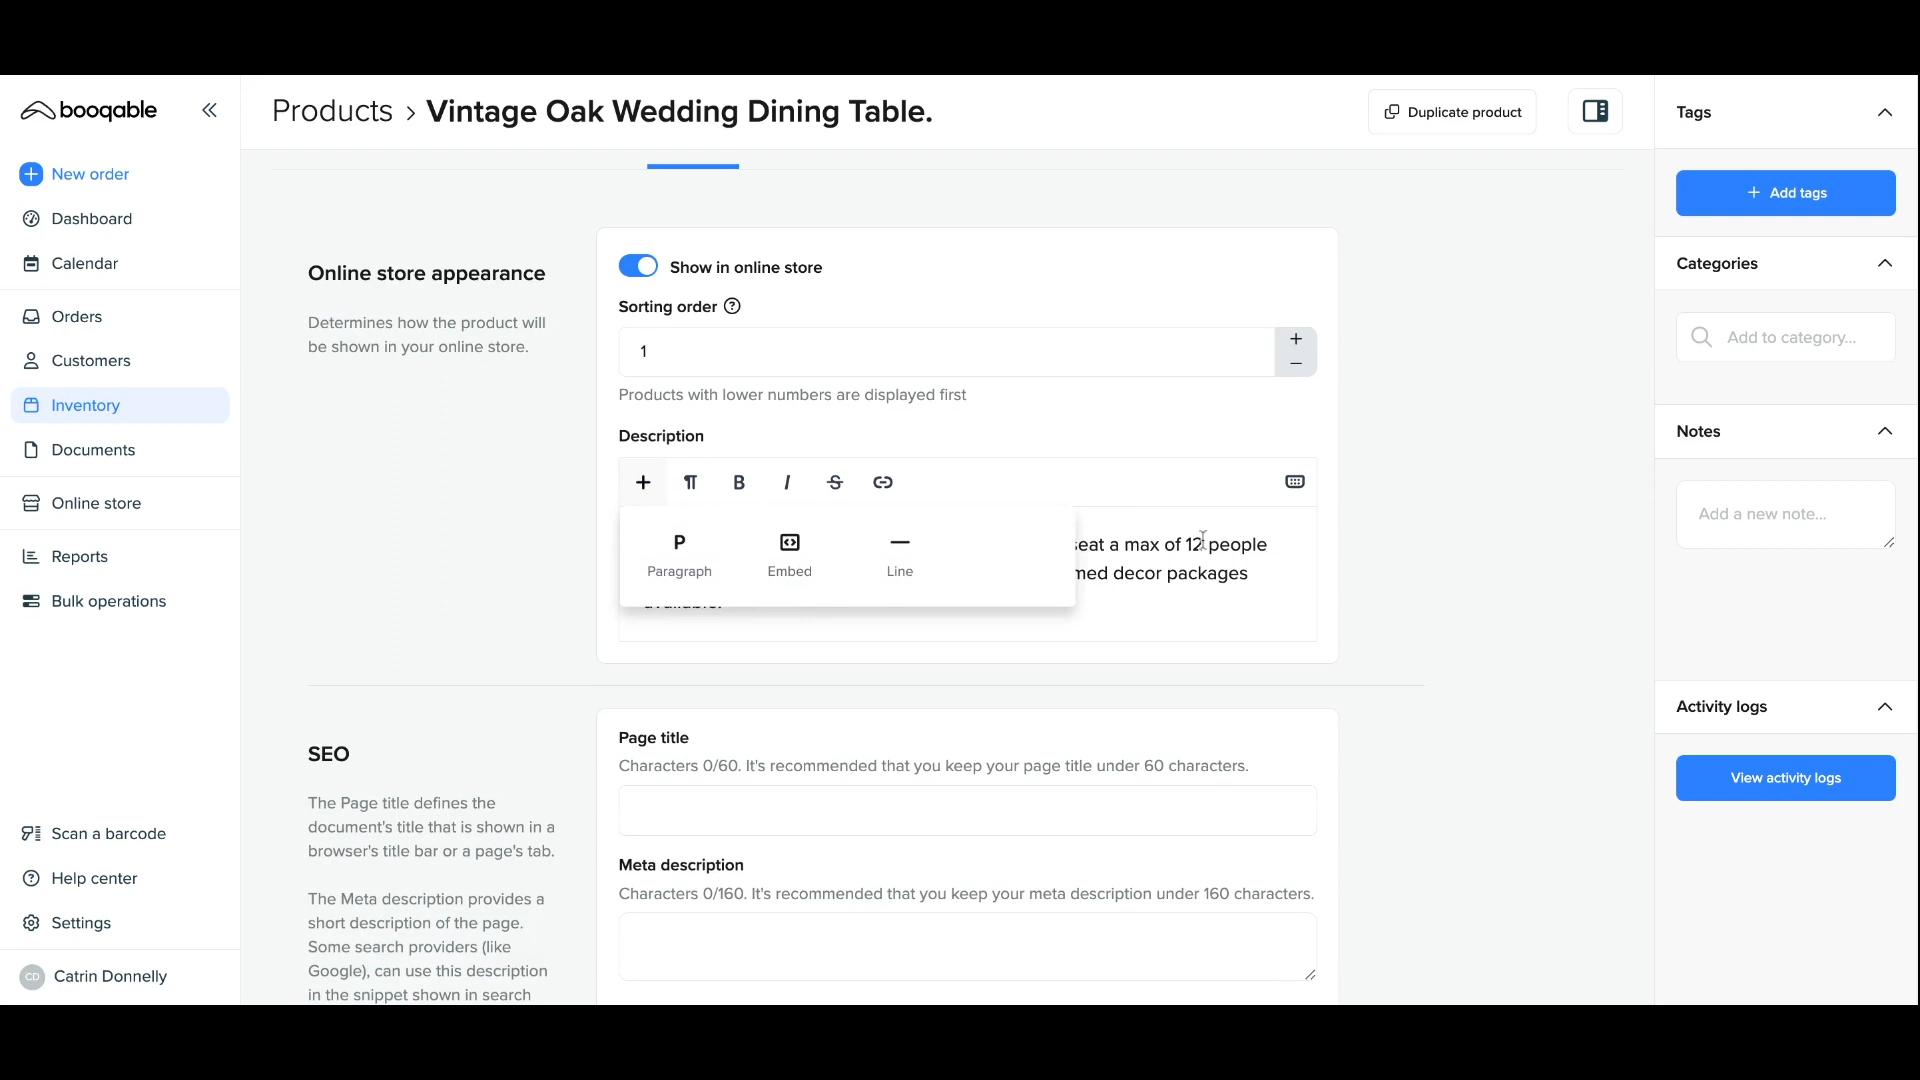 booqable
Products › Vintage Oak Wedding Dining Table.
Duplicate product
New order
Dashboard
Calendar
Orders
Customers
Inventory
Documents
Online store
Reports
Bulk operations
Scan a barcode
Help center
Settings
CD Catrin Donnelly
Online store appearance
Determines how the product will
be shown in your online store.
Show in online store
Sorting order
1
Products with lower numbers are displayed first
Description
P
Paragraph
Embed
Line
seat a max of 12 people
med decor packages
available.
SEO
The Page title defines the
document's title that is shown in a
browser's title bar or a page's tab.
The Meta description provides a
short description of the page.
Some search providers (like
Google), can use this description
in the snippet shown in search
Page title
Characters 0/60. It's recommended that you keep your page title under 60 characters.
Meta description
Characters 0/160. It's recommended that you keep your meta description under 160 characters.
Tags
+ Add tags
Categories
Add to category...
Notes
Add a new note...
Activity logs
View activity logs